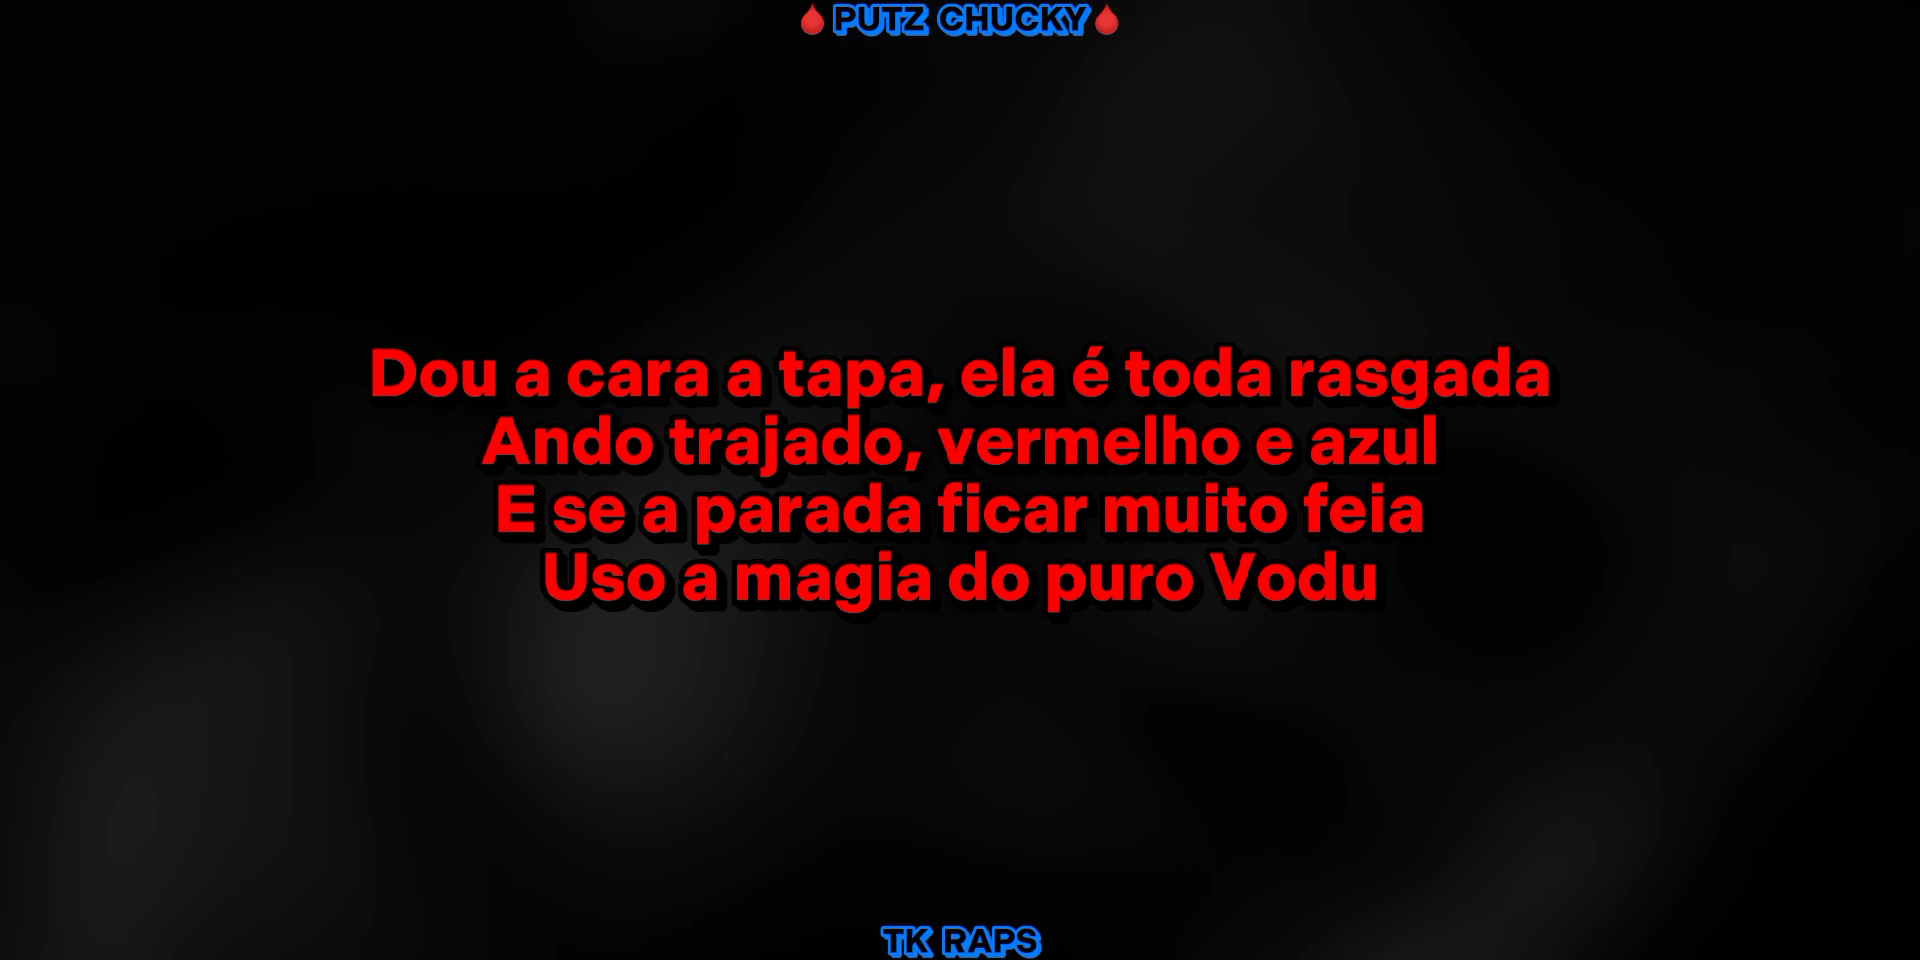 🩸PUTZ CHUCKY🩸
Dou a cara a tapa, ela é toda rasgada
Ando trajado, vermelho e azul
E se a parada ficar muito feia
Uso a magia do puro Vodu
TK RAPS